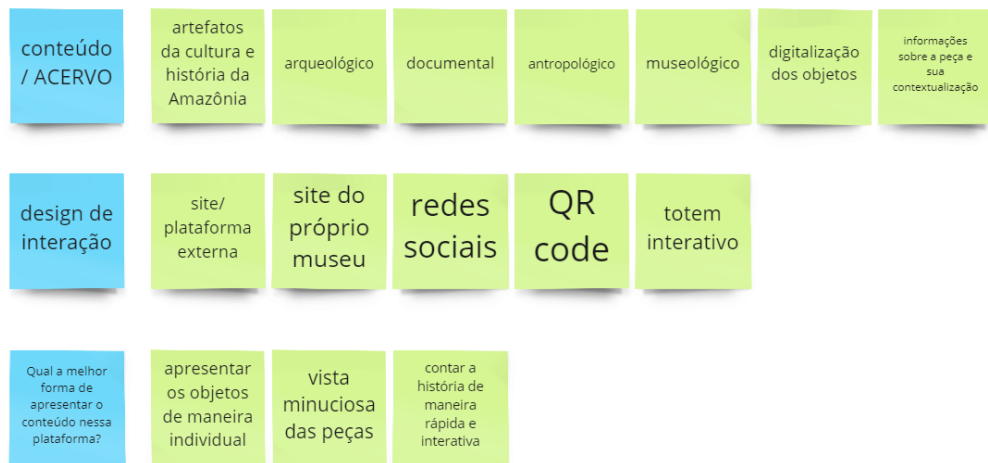 conteúdo
/ ACERVO
artefatos
da cultura e
história da
Amazônia
arqueológico
documental
antropológico
museológico
digitalização
dos objetos
informações
sobre a peça e
sua
contextualização
design de
interação
site/
plataforma
externa
site do
próprio
museu
redes
sociais
QR
code
totem
interativo
Qual a melhor
forma de
apresentar o
conteúdo nessa
plataforma?
apresentar
os objetos
de maneira
individual
vista
minuciosa
das peças
contar a
história de
maneira
rápida e
interativa